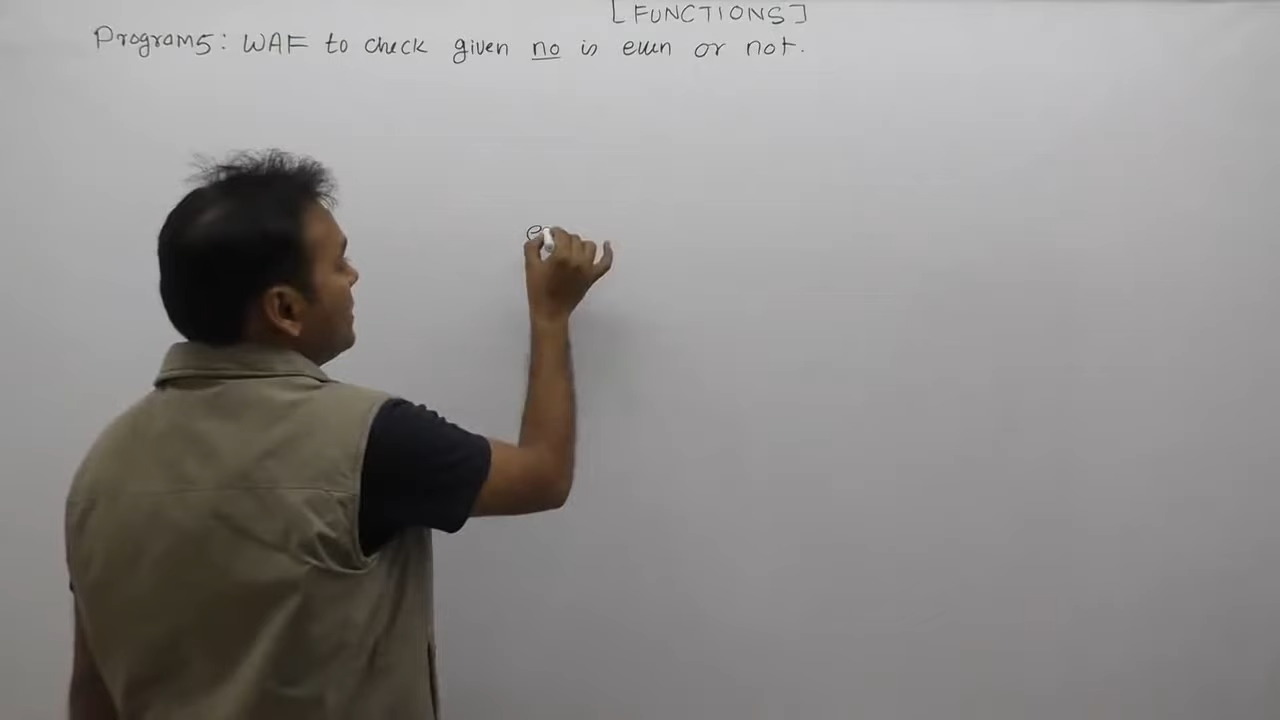 [FUNCTIONS]
Program5: WAF to check given no is even or not.
e